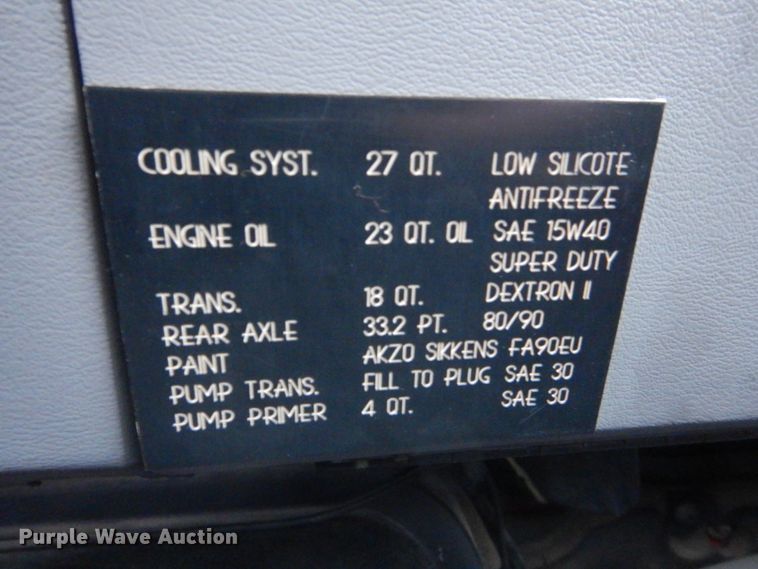 COOLING SYST. 27 QT. LOW SILICOTE
ANTIFREEZE
ENGINE OIL 23 QT. OIL SAE 15W40
SUPER DUTY
TRANS. 18 QT. DEXTRON II
REAR AXLE 33.2 PT. 80/90
PAINT AKZO SIKKENS FA90EU
PUMP TRANS. FILL TO PLUG SAE 30
PUMP PRIMER 4 QT. SAE 30
Purple Wave Auction®